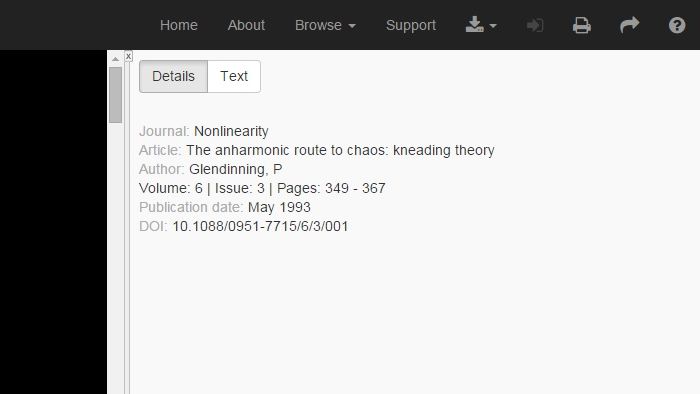 Home About Browse Support
x
Details Text
Journal: Nonlinearity
Article: The anharmonic route to chaos: kneading theory
Author: Glendinning, P
Volume: 6 | Issue: 3 | Pages: 349 - 367
Publication date: May 1993
DOI: 10.1088/0951-7715/6/3/001